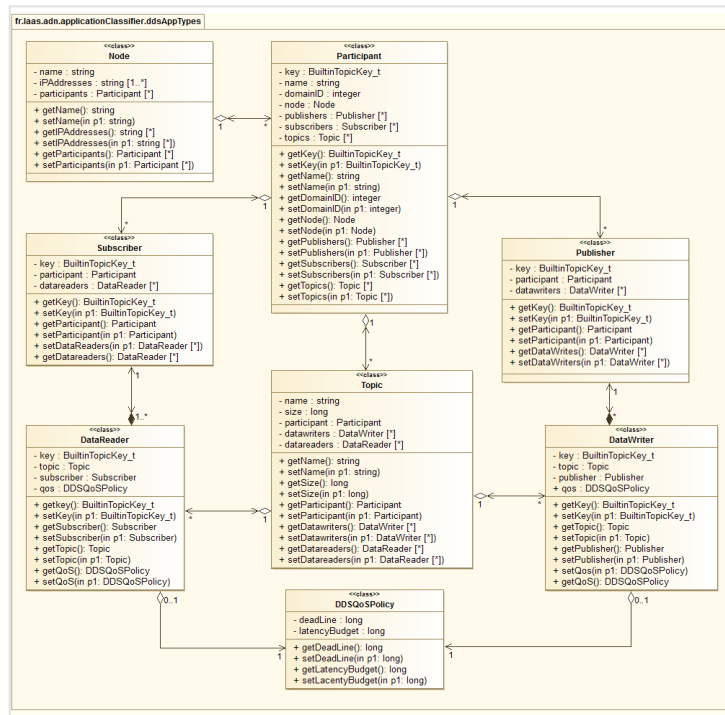 fr.laas.adn.applicationClassifier.ddsAppTypes
<<class>>
Node
- name : string
- iPAddresses : string [1..*]
- participants : Participant [*]
+ getName(): string
+ setName(in p1: string)
+ getIPAddresses(): string [*]
+ setIPAddresses(in p1: string [*])
+ getParticipants(): Participant [*]
+ setParticipants(in p1: Participant [*])
1
*
<<class>>
Participant
- key : BuiltinTopicKey_t
- name : string
- domainID : integer
- node : Node
- publishers : Publisher [*]
- subscribers : Subscriber [*]
- topics : Topic [*]
+ getKey(): BuiltinTopicKey_t
+ setKey(in p1: BuiltinTopicKey_t)
+ getName(): string
+ setName(in p1: string)
+ getDomainID(): integer
+ setDomainID(in p1: integer)
+ getNode(): Node
+ setNode(in p1: Node)
+ getPublishers(): Publisher [*]
+ setPublishers(in p1: Publisher [*])
+ getSubscribers(): Subscriber [*]
+ setSubscribers(in p1: Subscriber [*])
+ getTopics(): Topic [*]
+ setTopics(in p1: Topic [*])
1
*
1
*
1
*
<<class>>
Subscriber
- key : BuiltinTopicKey_t
- participant : Participant
- datareaders : DataReader [*]
+ getKey(): BuiltinTopicKey_t
+ setKey(in p1: BuiltinTopicKey_t)
+ getParticipant(): Participant
+ setParticipant(in p1: Participant)
+ setDataReaders(in p1: DataReader [*])
+ getDatareaders(): DataReader [*]
1
1..*
<<class>>
Publisher
- key : BuiltinTopicKey_t
- participant : Participant
- datawriters : DataWriter [*]
+ getKey(): BuiltinTopicKey_t
+ setKey(in p1: BuiltinTopicKey_t)
+ getParticipant(): Participant
+ setParticipant(in p1: Participant)
+ getDataWrites(): DataWriter [*]
+ setDataWriters(in p1: DataWriter [*])
1
*
<<class>>
Topic
- name : string
- size : long
- participant : Participant
- datawriters : DataWriter [*]
- datareaders : DataReader [*]
+ getName(): string
+ setName(in p1: string)
+ getSize(): long
+ setSize(in p1: long)
+ getParticipant(): Participant
+ setParticipant(in p1: Participant)
+ getDatawriters(): DataWriter [*]
+ setDatawriters(in p1: DataWriter [*])
+ getDatareaders(): DataReader [*]
+ setDatareaders(in p1: DataReader [*])
<<class>>
DataReader
- key : BuiltinTopicKey_t
- topic : Topic
- subscriber : Subscriber
- qos : DDSQoSPolicy
+ getkey(): BuiltinTopicKey_t
+ setKey(in p1: BuiltinTopicKey_t)
+ getSubscriber(): Subscriber
+ setSubscriber(in p1: Subscriber)
+ getTopic(): Topic
+ setTopic(in p1: Topic)
+ getQoS(): DDSQoSPolicy
+ setQoS(in p1: DDSQoSPolicy)
*
1
1
*
<<class>>
DataWriter
- key : BuiltinTopicKey_t
- topic : Topic
- publisher : Publisher
+ qos : DDSQoSPolicy
+ getKey(): BuiltinTopicKey_t
+ setKey(in p1: BuiltinTopicKey_t)
+ getTopic(): Topic
+ setTopic(in p1: Topic)
+ getPublisher(): Publisher
+ setPublisher(in p1: Publisher)
+ setQos(in p1: DDSQoSPolicy)
+ getQoS(): DDSQoSPolicy
0..1
0..1
<<class>>
DDSQoSPolicy
- deadLine : long
- latencyBudget : long
+ getDeadLine(): long
+ setDeadLine(in p1: long)
+ getLatencyBudget(): long
+ setLacentyBudget(in p1: long)
1
1